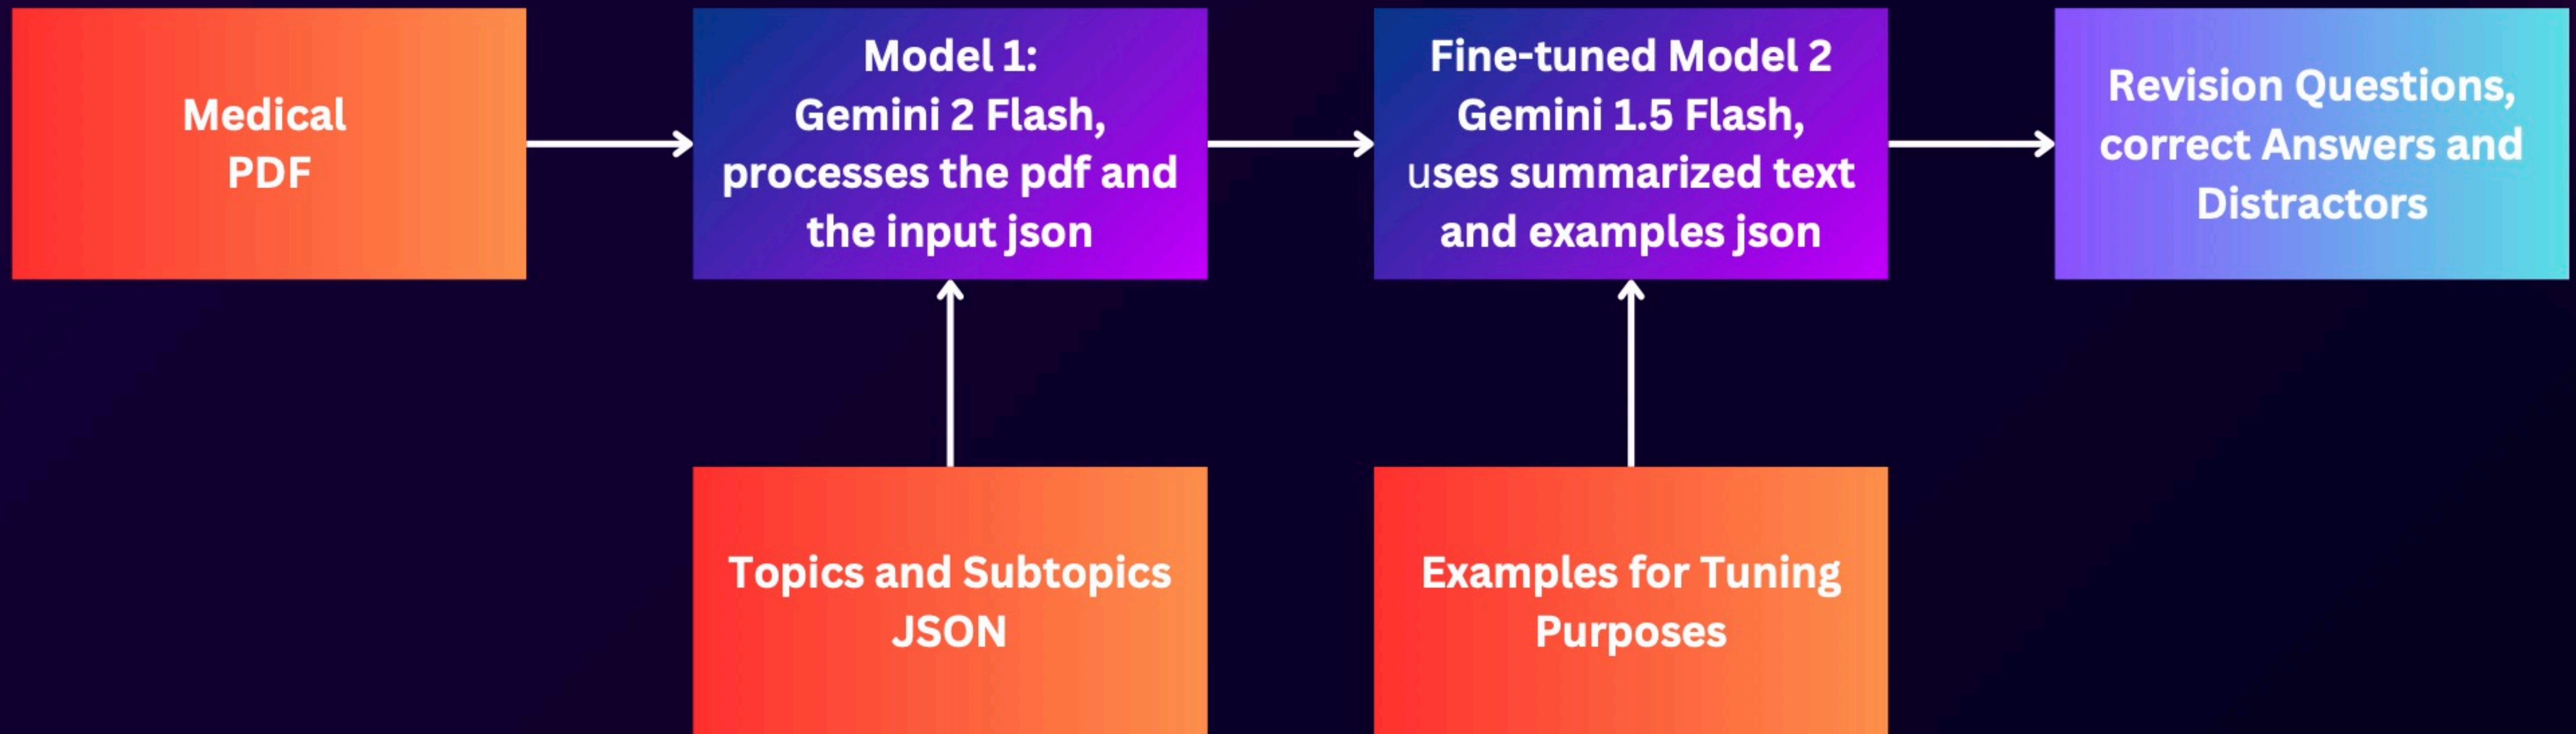 Medical
PDF
Model 1:
Gemini 2 Flash,
processes the pdf and
the input json
Fine-tuned Model 2
Gemini 1.5 Flash,
uses summarized text
and examples json
Revision Questions,
correct Answers and
Distractors
Topics and Subtopics
JSON
Examples for Tuning
Purposes